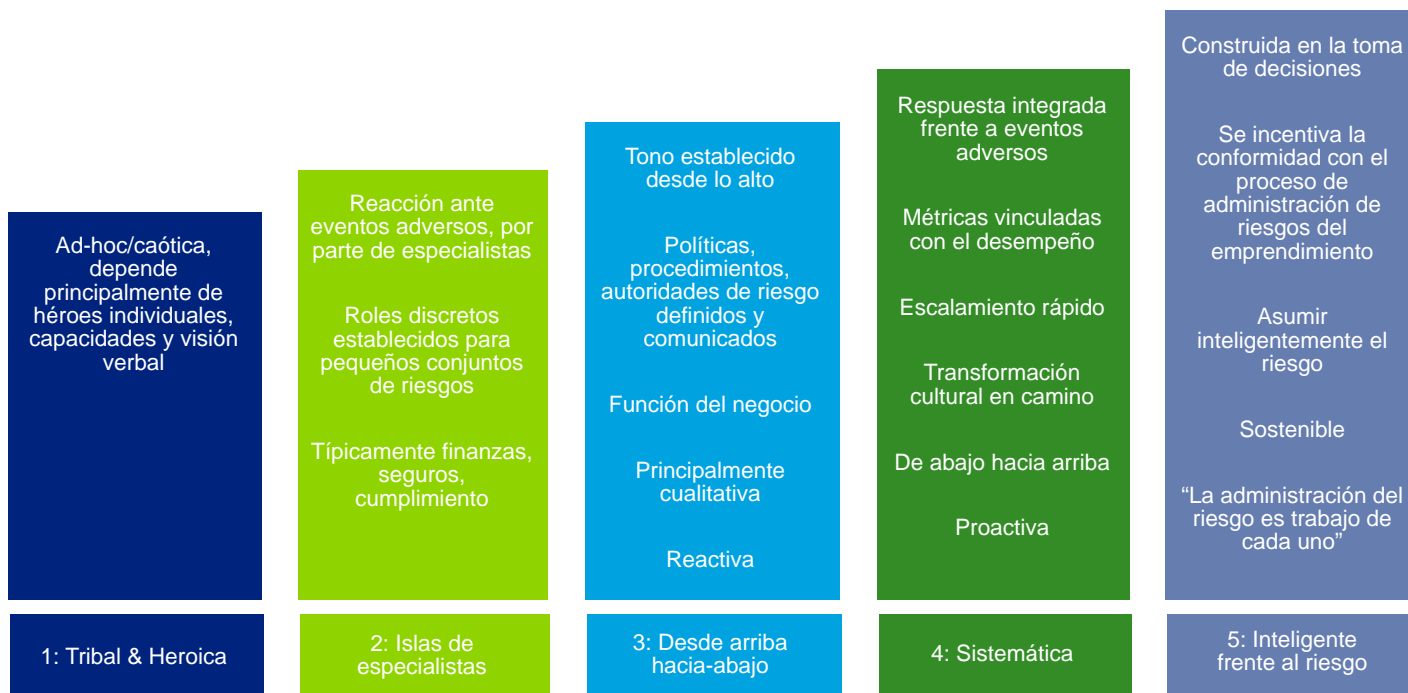 Ad-hoc/caótica,
depende
principalmente de
héroes individuales,
capacidades y visión
verbal
1: Tribal & Heroica
Reacción ante
eventos adversos, por
parte de especialistas
Roles discretos
establecidos para
pequeños conjuntos
de riesgos
Típicamente finanzas,
seguros,
cumplimiento
2: Islas de
especialistas
Tono establecido
desde lo alto
Políticas,
procedimientos,
autoridades de riesgo
definidos y
comunicados
Función del negocio
Principalmente
cualitativa
Reactiva
3: Desde arriba
hacia-abajo
Respuesta integrada
frente a eventos
adversos
Métricas vinculadas
con el desempeño
Escalamiento rápido
Transformación
cultural en camino
De abajo hacia arriba
Proactiva
4: Sistemática
Construida en la toma
de decisiones
Se incentiva la
conformidad con el
proceso de
administración de
riesgos del
emprendimiento
Asumir
inteligentemente el
riesgo
Sostenible
“La administración del
riesgo es trabajo de
cada uno”
5: Inteligente
frente al riesgo